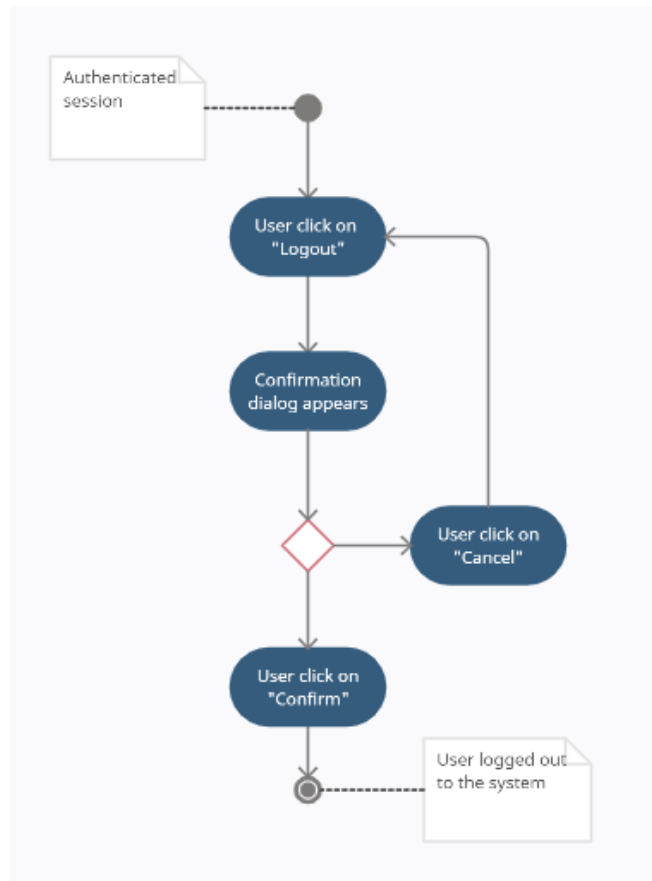 Authenticated
session
User click on
"Logout"
Confirmation
dialog appears
User click on
"Cancel"
User click on
"Confirm"
User logged out
to the system